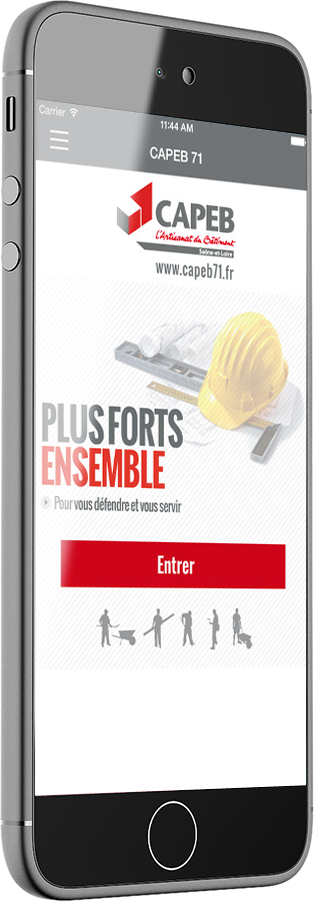 Carrier
11:44 AM
CAPEB 71
CAPEB
L'Artisanat du Bâtiment
Saône-et-Loire
www.capeb71.fr
PLUS FORTS
ENSEMBLE
Pour vous défendre et vous servir
Entrer